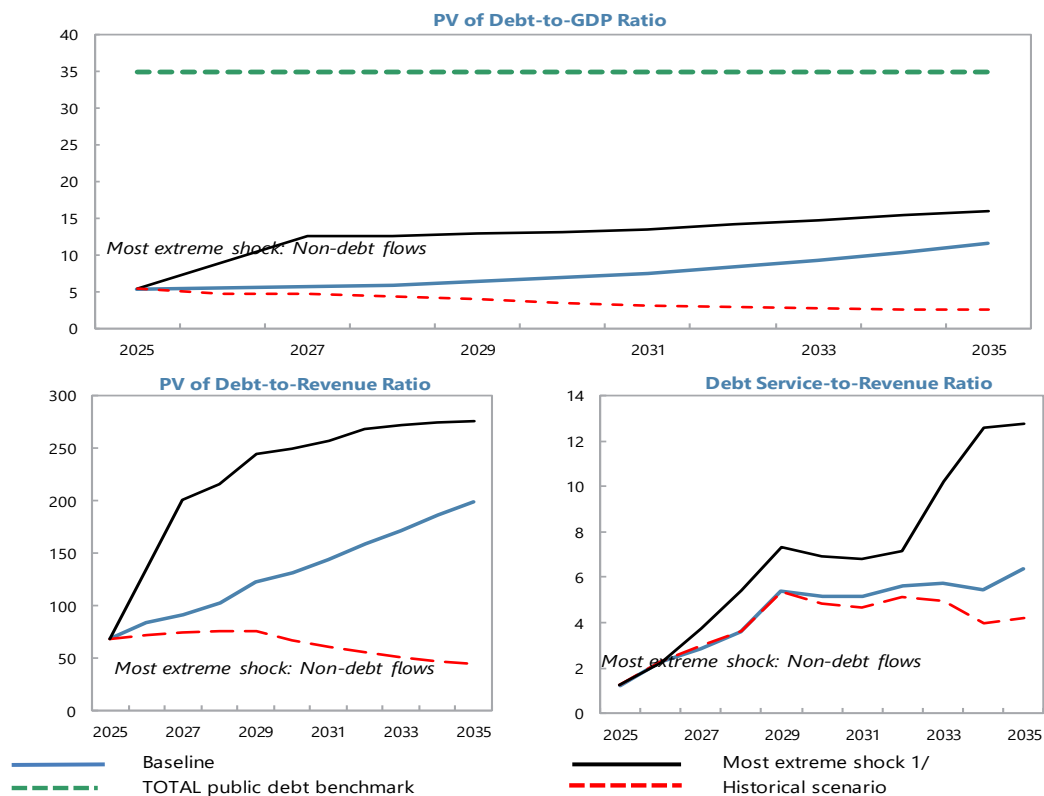 PV of Debt-to-GDP Ratio
40
35
30
25
20
15
10
5
0
Most extreme shock: Non-debt flows
2025 2027 2029 2031 2033 2035
PV of Debt-to-Revenue Ratio
300
250
200
150
100
50
0
Most extreme shock: Non-debt flows
2025 2027 2029 2031 2033 2035
Debt Service-to-Revenue Ratio
14
12
10
8
6
4
2
0
Most extreme shock: Non-debt flows
2025 2027 2029 2031 2033 2035
Baseline
Most extreme shock 1/
TOTAL public debt benchmark
Historical scenario